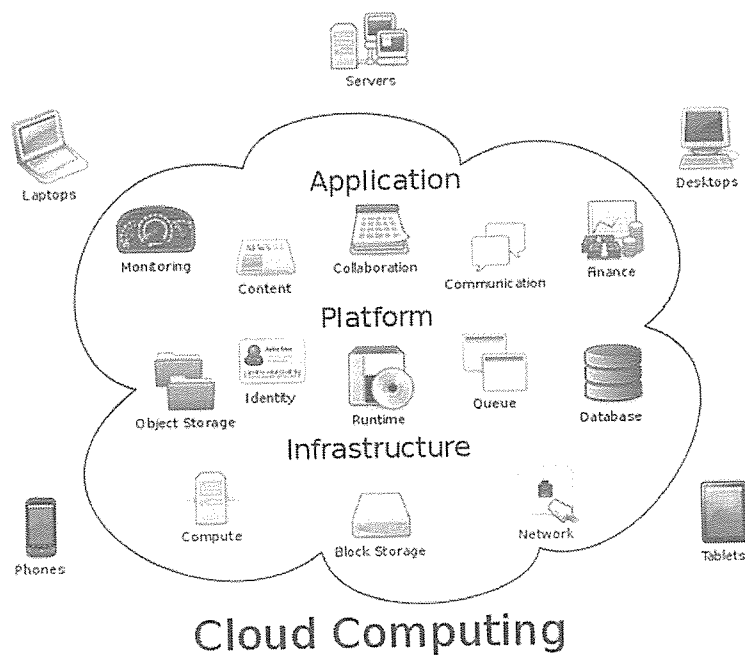 Servers
Laptops
Desktops
Application
Monitoring
Content
Collaboration
Communication
Finance
Platform
Object Storage
Identity
Runtime
Queue
Database
Infrastructure
Phones
Compute
Block Storage
Network
Tablets
Cloud Computing